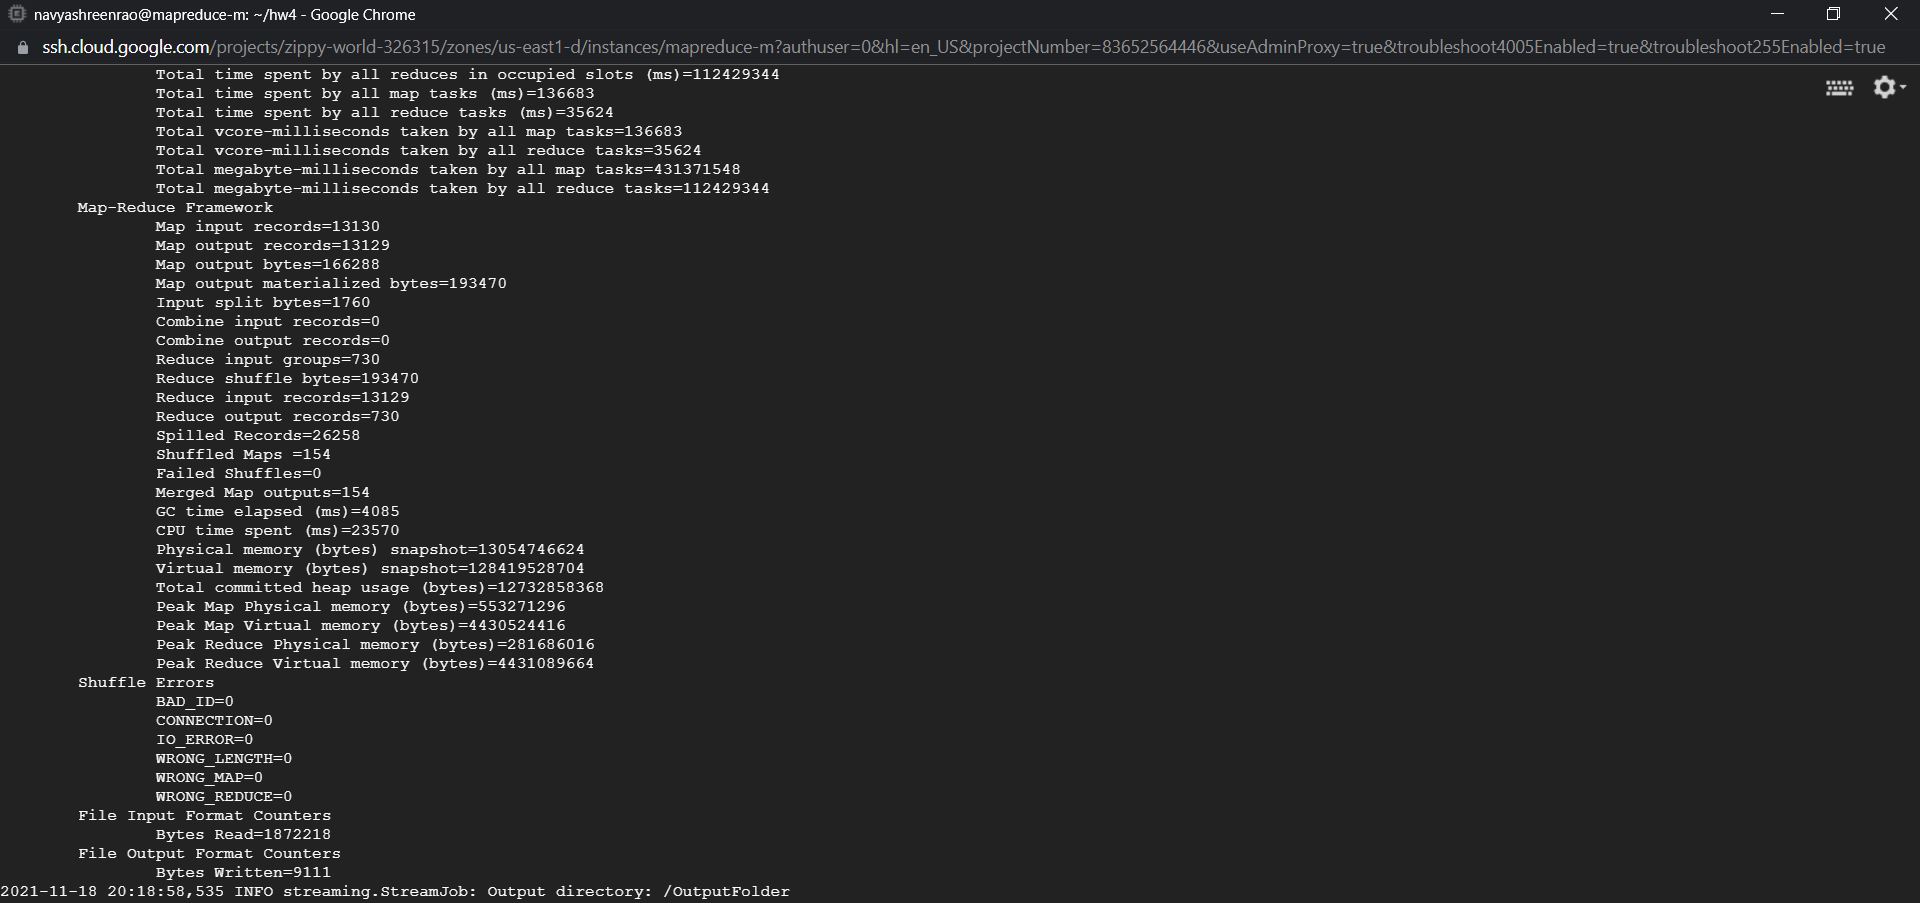 navyashreenrao@mapreduce-m: ~/hw4 - Google Chrome
ssh.cloud.google.com/projects/zippy-world-326315/zones/us-east1-d/instances/mapreduce-m?authuser=0&hl=en_US&projectNumber=83652564446&useAdminProxy=true&troubleshoot4005Enabled=true&troubleshoot255Enabled=true
Total time spent by all reduces in occupied slots (ms)=112429344
Total time spent by all map tasks (ms)=136683
Total time spent by all reduce tasks (ms)=35624
Total vcore-milliseconds taken by all map tasks=136683
Total vcore-milliseconds taken by all reduce tasks=35624
Total megabyte-milliseconds taken by all map tasks=431371548
Total megabyte-milliseconds taken by all reduce tasks=112429344
Map-Reduce Framework
Map input records=13130
Map output records=13129
Map output bytes=166288
Map output materialized bytes=193470
Input split bytes=1760
Combine input records=0
Combine output records=0
Reduce input groups=730
Reduce shuffle bytes=193470
Reduce input records=13129
Reduce output records=730
Spilled Records=26258
Shuffled Maps =154
Failed Shuffles=0
Merged Map outputs=154
GC time elapsed (ms)=4085
CPU time spent (ms)=23570
Physical memory (bytes) snapshot=13054746624
Virtual memory (bytes) snapshot=128419528704
Total committed heap usage (bytes)=12732858368
Peak Map Physical memory (bytes)=553271296
Peak Map Virtual memory (bytes)=4430524416
Peak Reduce Physical memory (bytes)=281686016
Peak Reduce Virtual memory (bytes)=4431089664
Shuffle Errors
BAD_ID=0
CONNECTION=0
IO_ERROR=0
WRONG_LENGTH=0
WRONG_MAP=0
WRONG_REDUCE=0
File Input Format Counters
Bytes Read=1872218
File Output Format Counters
Bytes Written=9111
2021-11-18 20:18:58,535 INFO streaming.StreamJob: Output directory: /OutputFolder